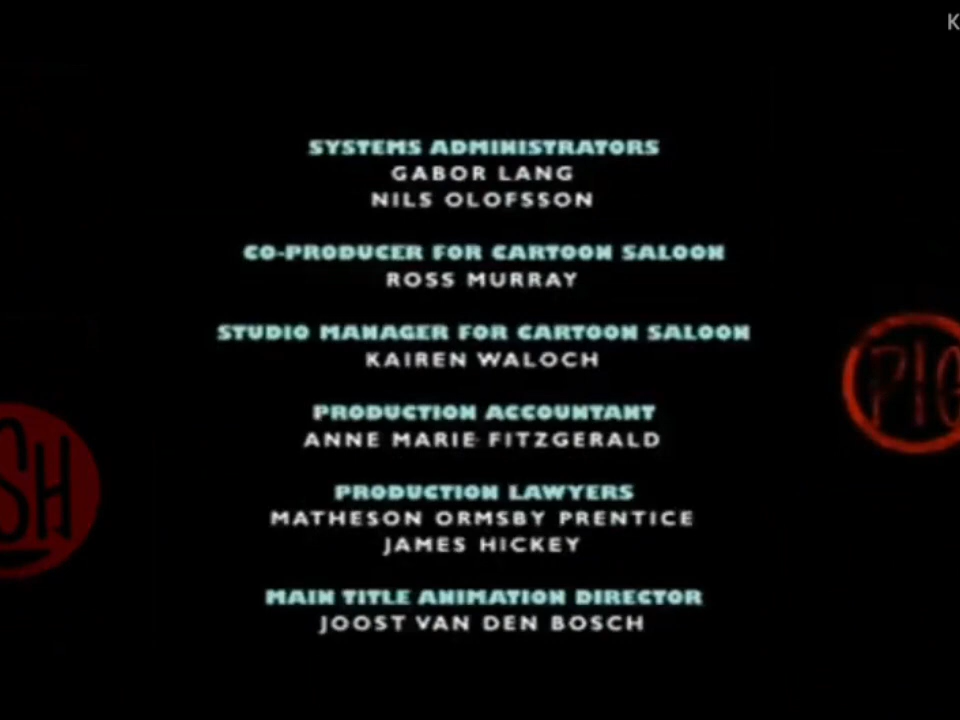 K
SYSTEMS ADMINISTRATORS
GABOR LANG
NILS OLOFSSON
CO-PRODUCER FOR CARTOON SALOON
ROSS MURRAY
STUDIO MANAGER FOR CARTOON SALOON
KAIREN WALOCH
PIG
PRODUCTION ACCOUNTANT
ANNE MARIE FITZGERALD
SH
PRODUCTION LAWYERS
MATHESON ORMSBY PRENTICE
JAMES HICKEY
MAIN TITLE ANIMATION DIRECTOR
JOOST VAN DEN BOSCH